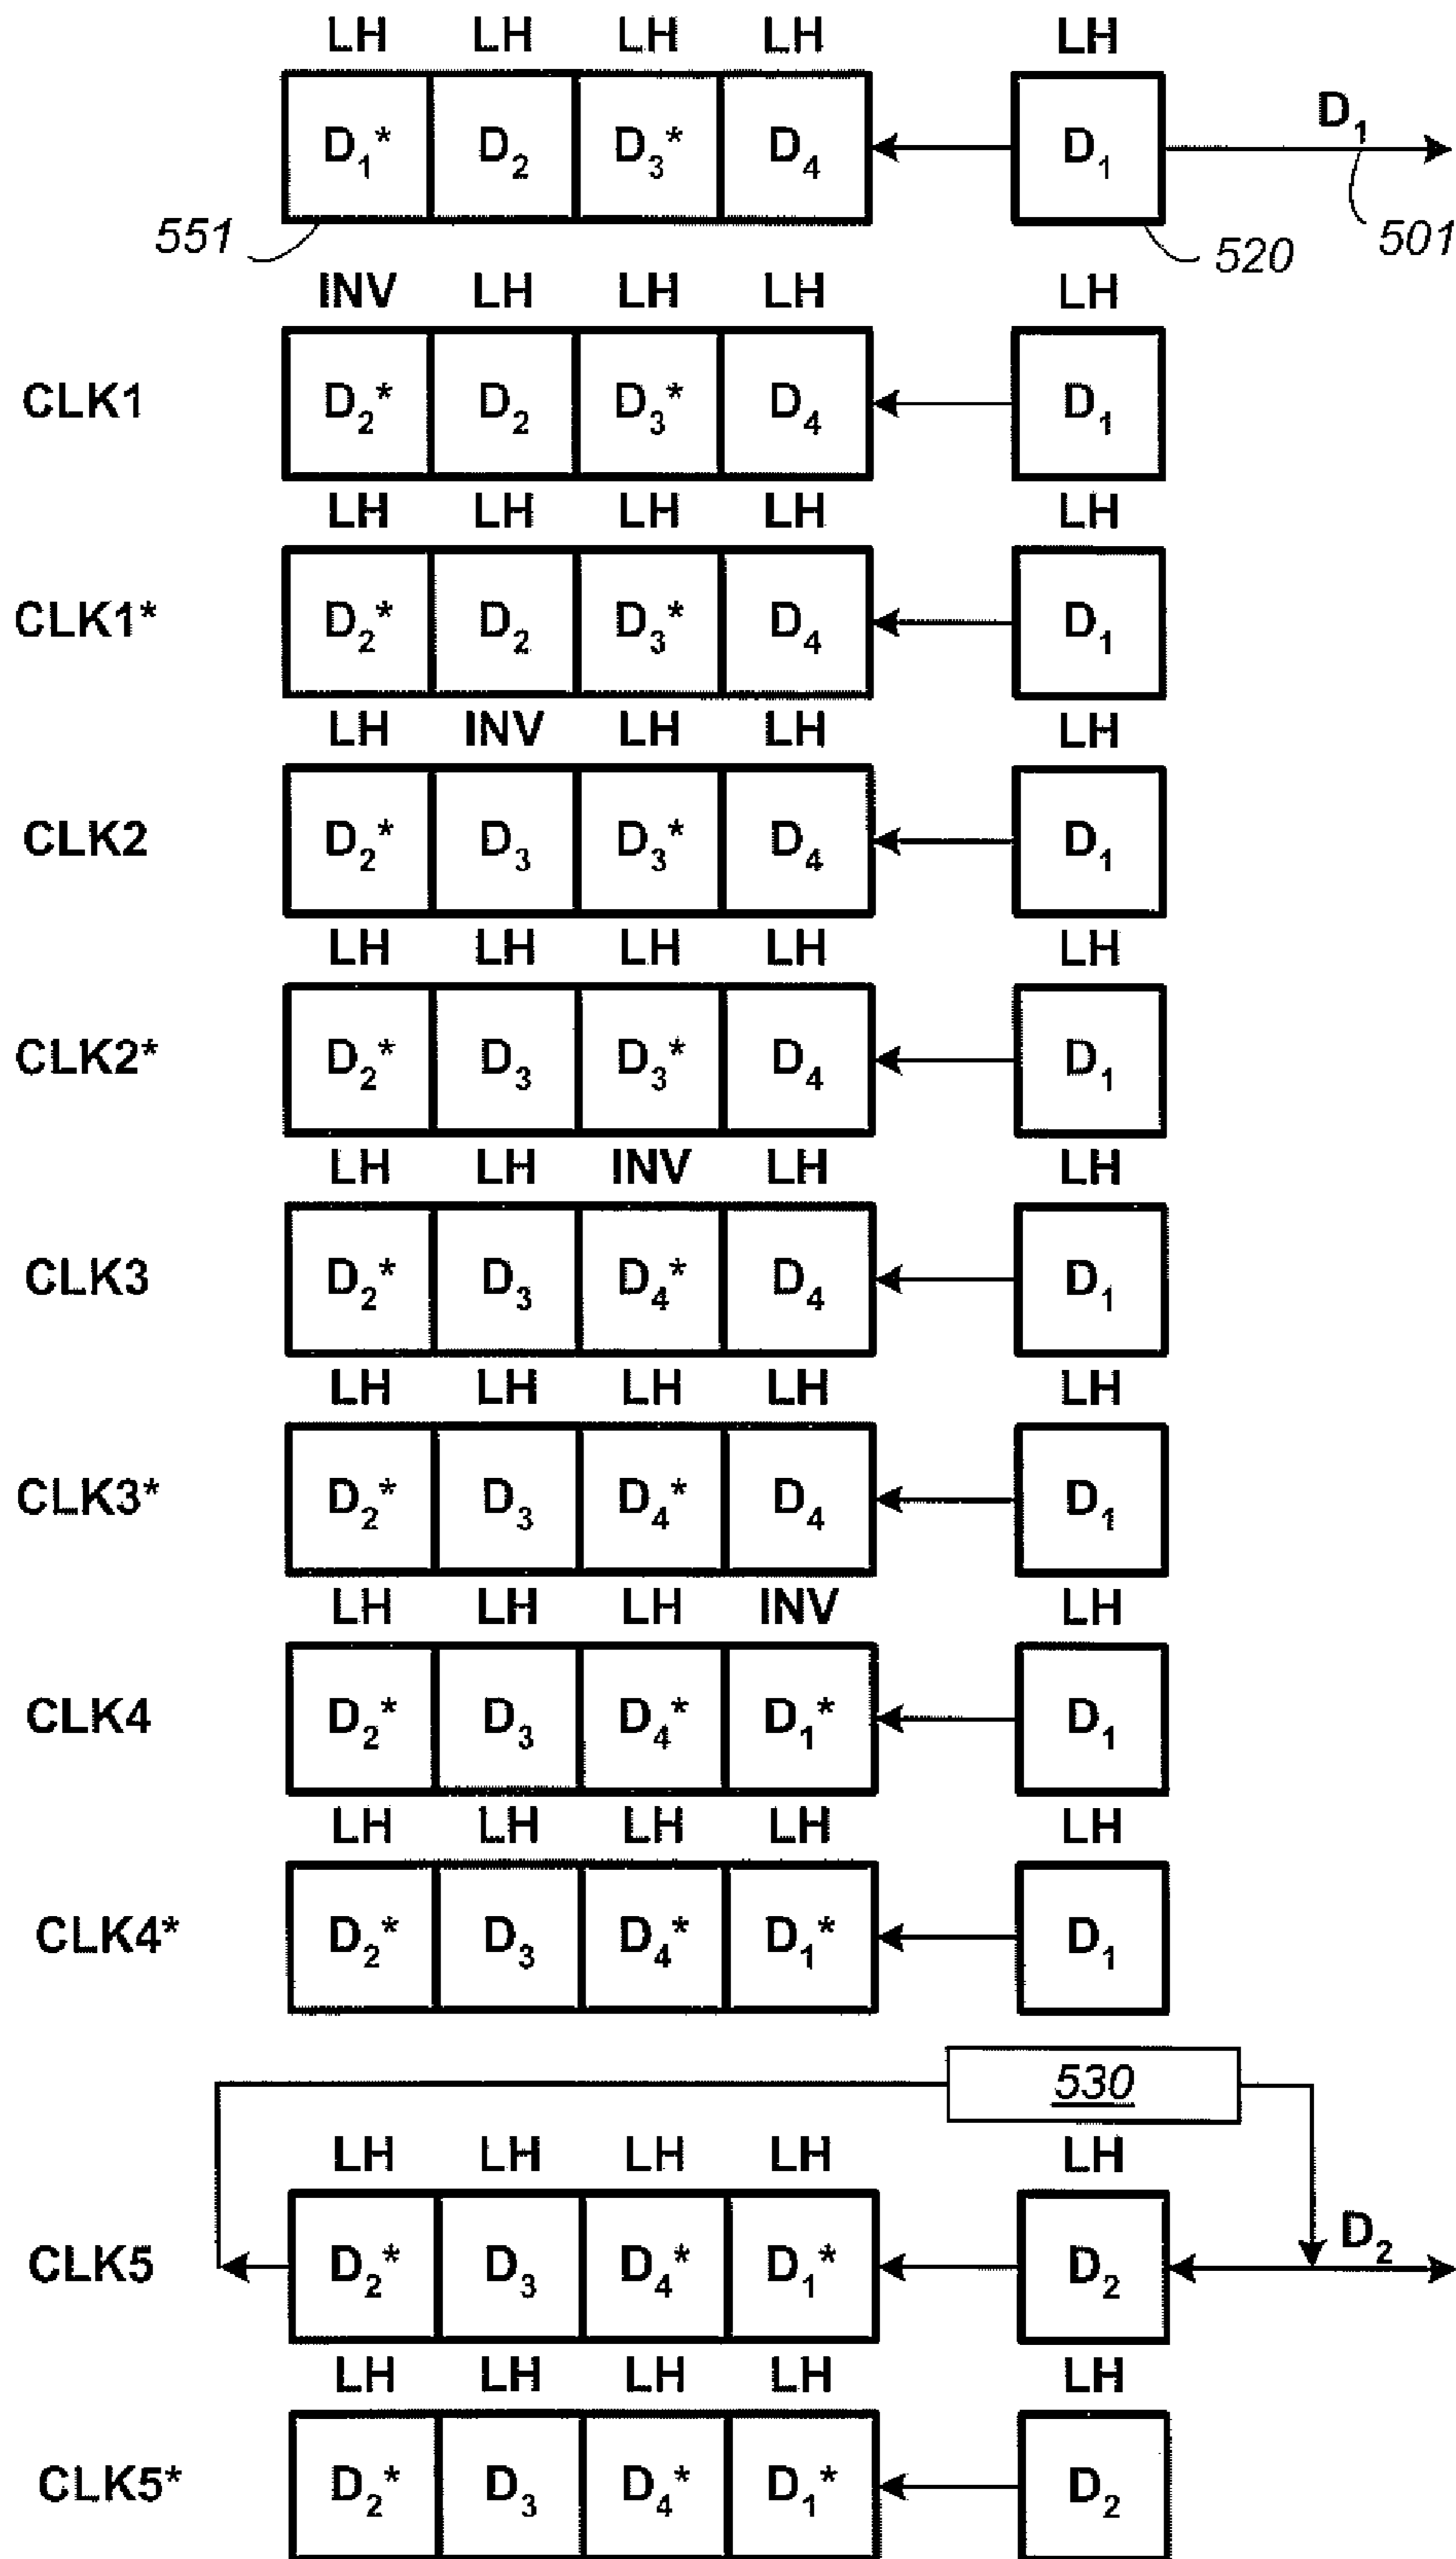 LH LH LH LH LH
D₁* D₂ D₃* D₄ D₁ D₁
551 520 501
INV LH LH LH LH
CLK1 D₂* D₂ D₃* D₄ D₁
LH LH LH LH LH
CLK1* D₂* D₂ D₃* D₄ D₁
LH INV LH LH LH
CLK2 D₂* D₃ D₃* D₄ D₁
LH LH LH LH LH
CLK2* D₂* D₃ D₃* D₄ D₁
LH LH INV LH LH
CLK3 D₂* D₃ D₄* D₄ D₁
LH LH LH LH LH
CLK3* D₂* D₃ D₄* D₄ D₁
LH LH LH INV LH
CLK4 D₂* D₃ D₄* D₁* D₁
LH LH LH LH LH
CLK4* D₂* D₃ D₄* D₁* D₁
530
LH LH LH LH LH
CLK5 D₂* D₃ D₄* D₁* D₂ D₂
LH LH LH LH LH
CLK5* D₂* D₃ D₄* D₁* D₂